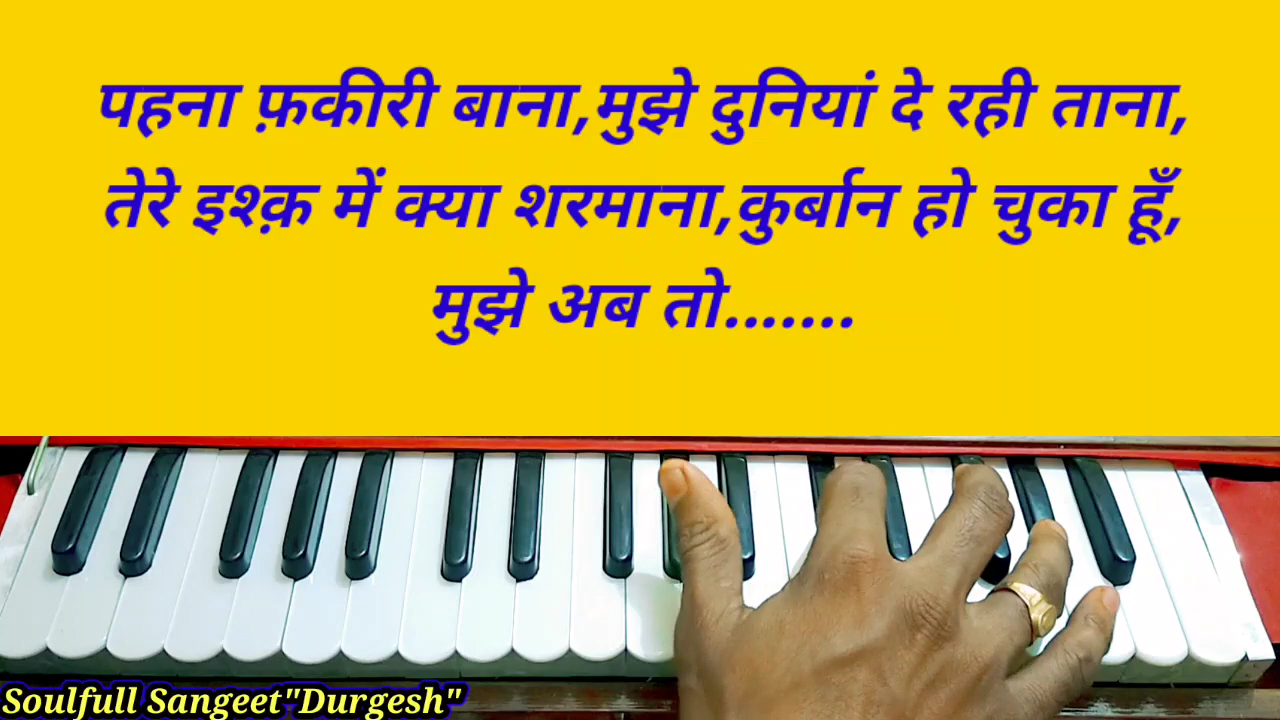 पहना फ़कीरी बाना,मुझे दुनियां दे रही ताना,
तेरे इश्क़ में क्या शरमाना,कुर्बान हो चुका हूँ,
मुझे अब तो.......
Soulfull Sangeet"Durgesh"